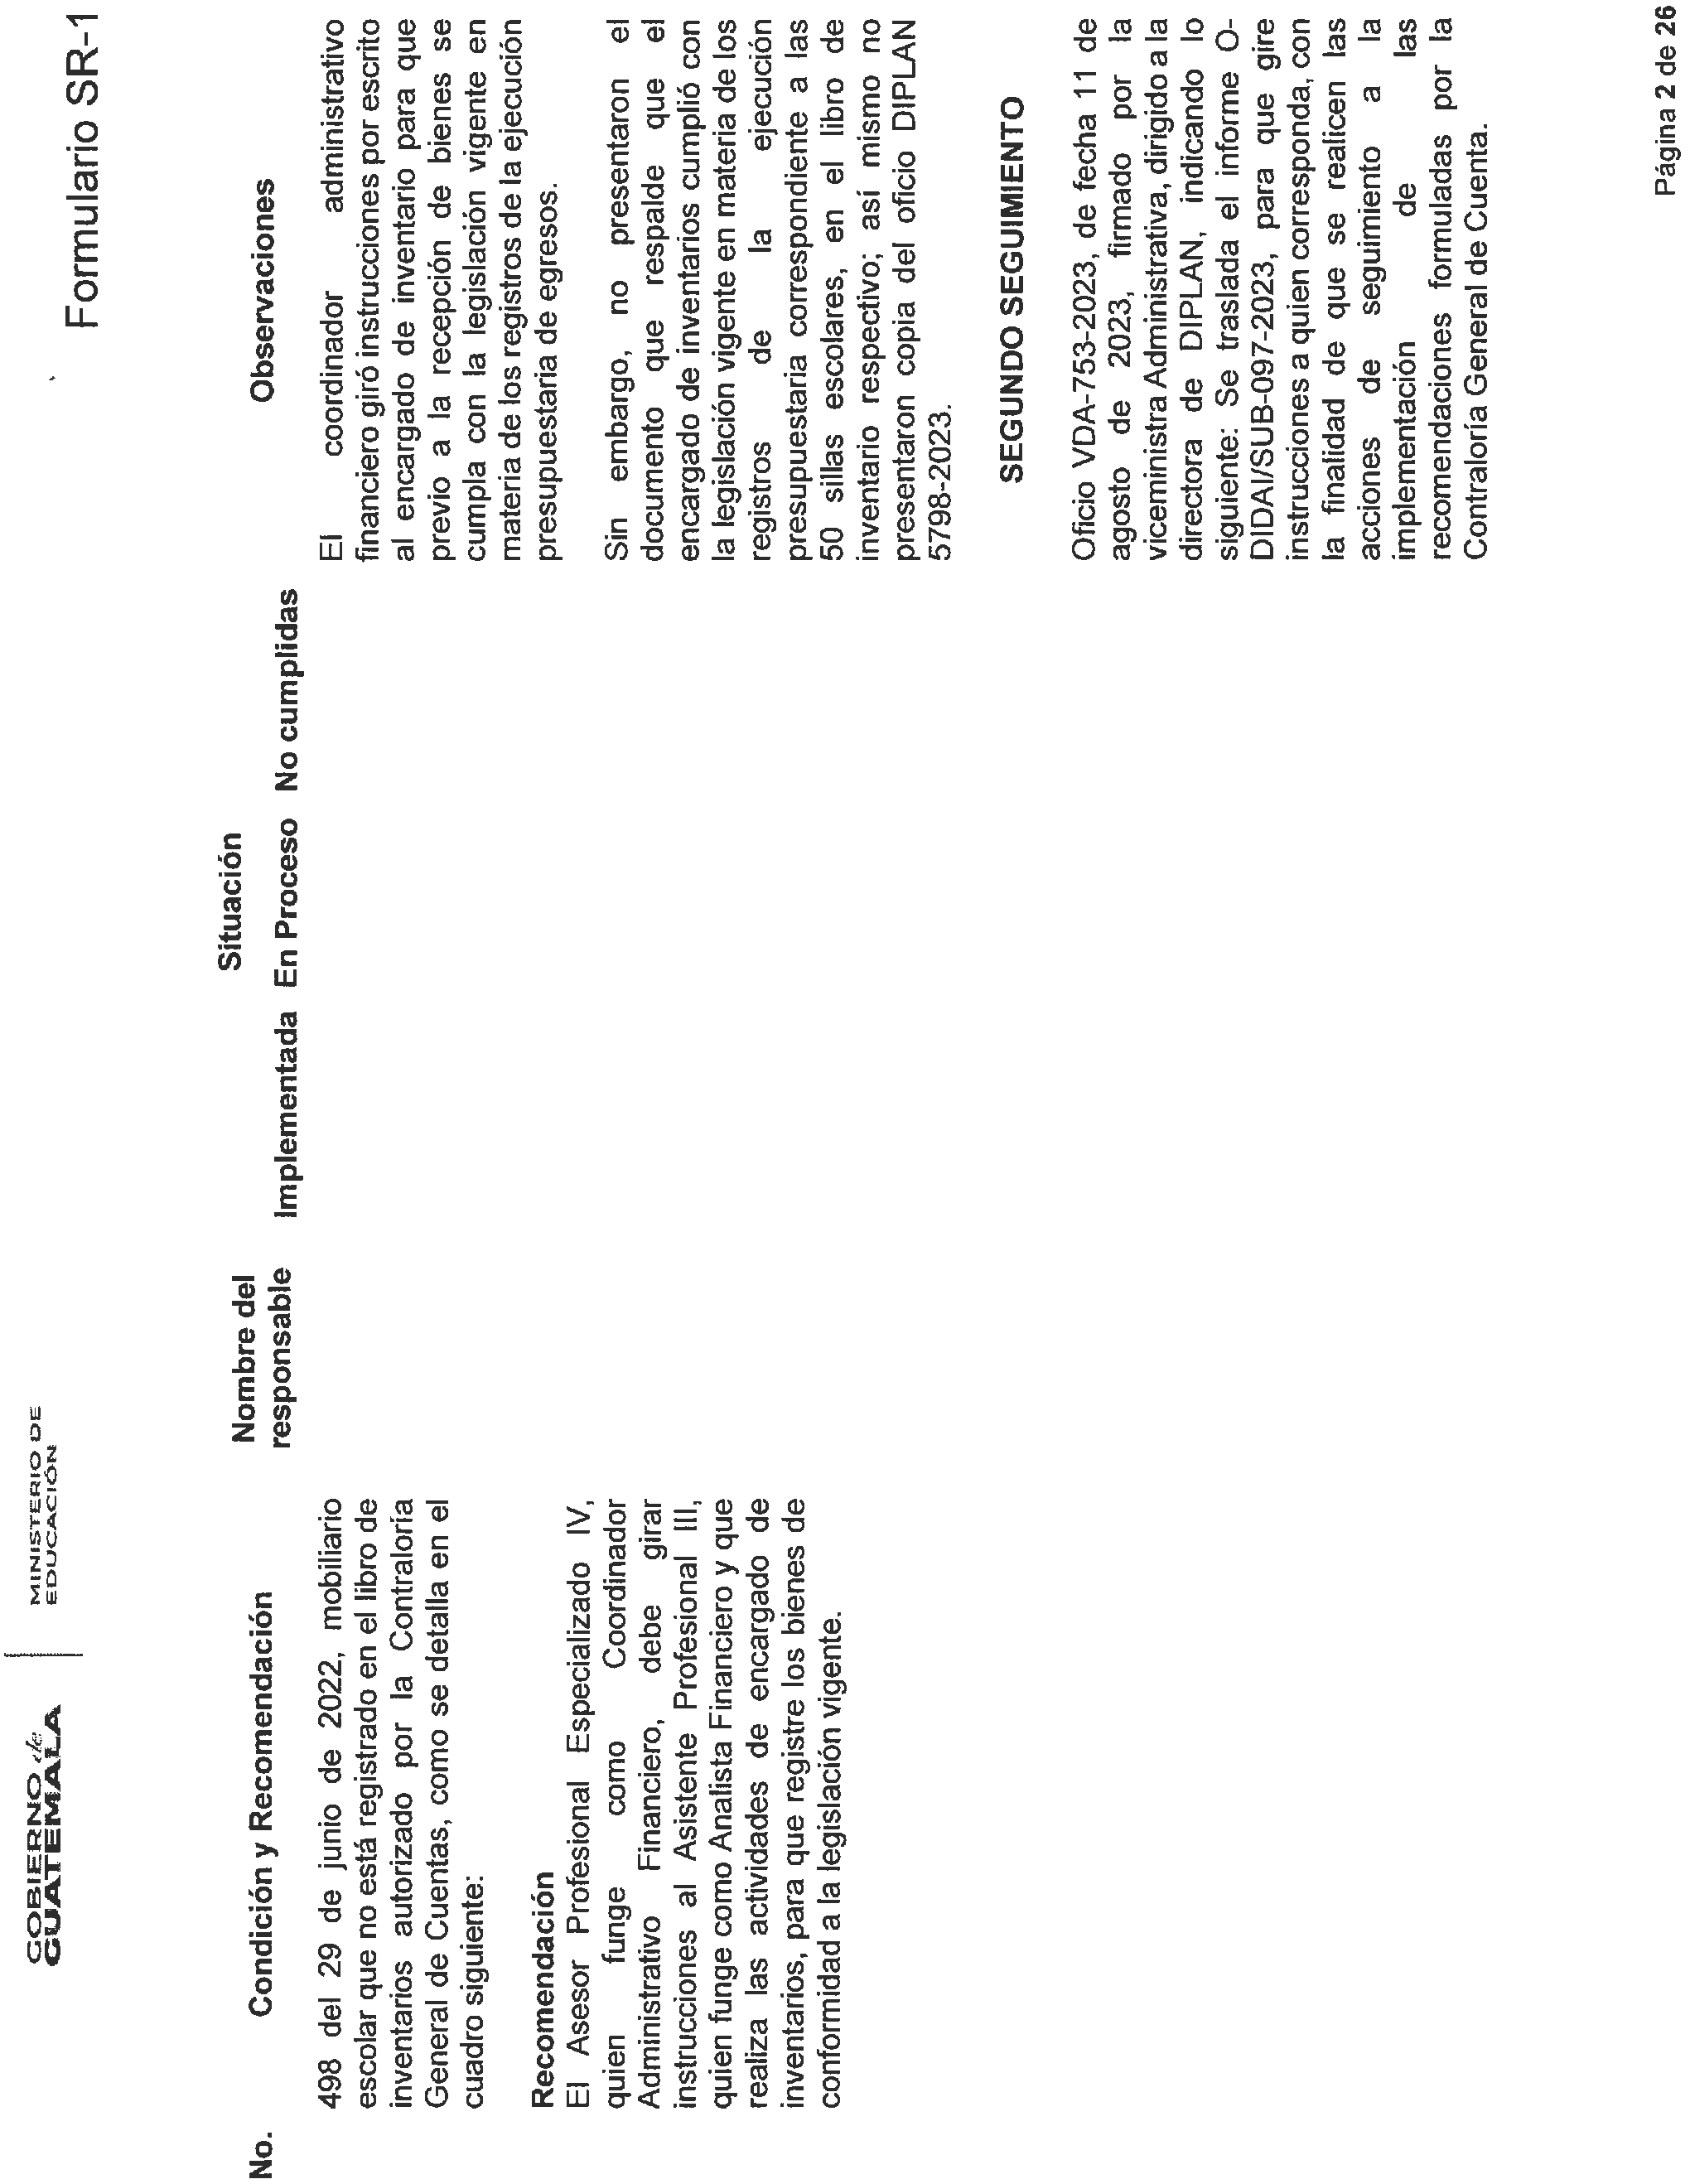 GOBIERNO de
GUATEMALA
MINISTERIO DE
EDUCACIÓN
Formulario SR-1
No.
Condición y Recomendación
Nombre del
responsable
Situación
Implementada En Proceso No cumplidas
Observaciones
498 del 29 de junio de 2022, mobiliario
escolar que no está registrado en el libro de
inventarios autorizado por la Contraloría
General de Cuentas, como se detalla en el
cuadro siguiente:
Recomendación
El Asesor Profesional Especializado IV,
quien funge como Coordinador
Administrativo Financiero, debe girar
instrucciones al Asistente Profesional III,
quien funge como Analista Financiero y que
realiza las actividades de encargado de
inventarios, para que registre los bienes de
conformidad a la legislación vigente.
El coordinador administrativo
financiero giró instrucciones por escrito
al encargado de inventario para que
previo a la recepción de bienes se
cumpla con la legislación vigente en
materia de los registros de la ejecución
presupuestaria de egresos.
Sin embargo, no presentaron el
documento que respalde que el
encargado de inventarios cumplió con
la legislación vigente en materia de los
registros de la ejecución
presupuestaria correspondiente a las
50 sillas escolares, en el libro de
inventario respectivo; así mismo no
presentaron copia del oficio DIPLAN
5798-2023.
SEGUNDO SEGUIMIENTO
Oficio VDA-753-2023, de fecha 11 de
agosto de 2023, firmado por la
viceministra Administrativa, dirigido a la
directora de DIPLAN, indicando lo
siguiente: Se traslada el informe O-
DIDAI/SUB-097-2023, para que gire
instrucciones a quien corresponda, con
la finalidad de que se realicen las
acciones de seguimiento a la
implementación de las
recomendaciones formuladas por la
Contraloría General de Cuenta.
Página 2 de 26